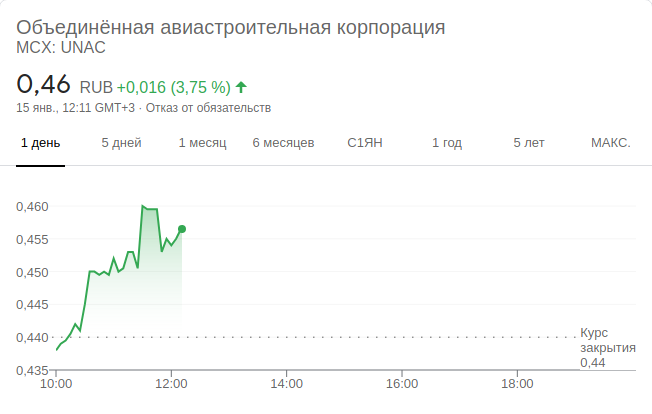 Объединённая авиастроительная корпорация
MCX: UNAC
0,46 RUB +0,016 (3,75 %)
15 янв., 12:11 GMT+3 · Отказ от обязательств
1 день 5 дней 1 месяц 6 месяцев С1ЯН 1 год 5 лет МАКС.
0,460
0,455
0,450
0,445
0,440
0,435
Курс
закрытия
0,44
10:00 12:00 14:00 16:00 18:00